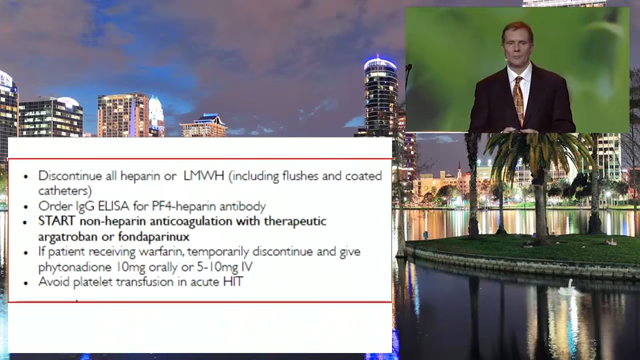 • Discontinue all heparin or LMWH (including flushes and coated
catheters)
• Order IgG ELISA for PF4-heparin antibody
• START non-heparin anticoagulation with therapeutic
argatroban or fondaparinux
• If patient receiving warfarin, temporarily discontinue and give
phytonadione 10mg orally or 5-10mg IV
• Avoid platelet transfusion in acute HIT